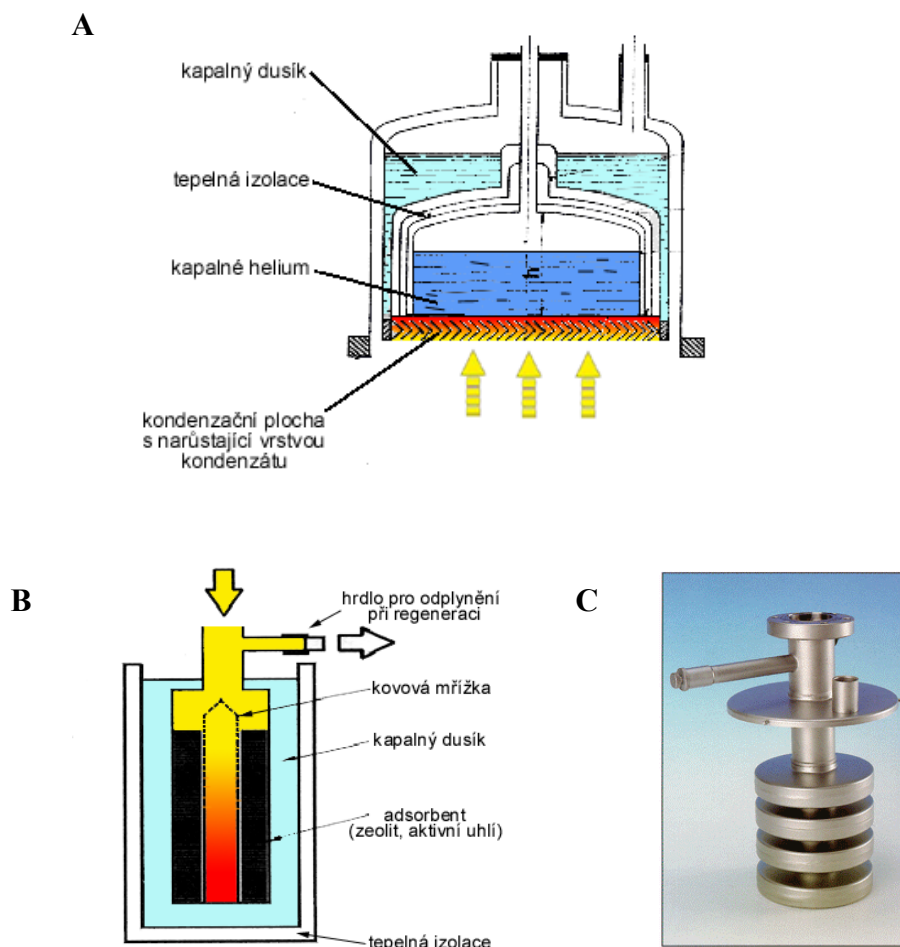 A
kapalný dusík
tepelná izolace
kapalné helium
kondenzační plocha
s narůstající vrstvou
kondenzátu
B
hrdlo pro odplynění
při regeneraci
kovová mřížka
kapalný dusík
adsorbent
(zeolit, aktivní uhlí)
tepelná izolace
C